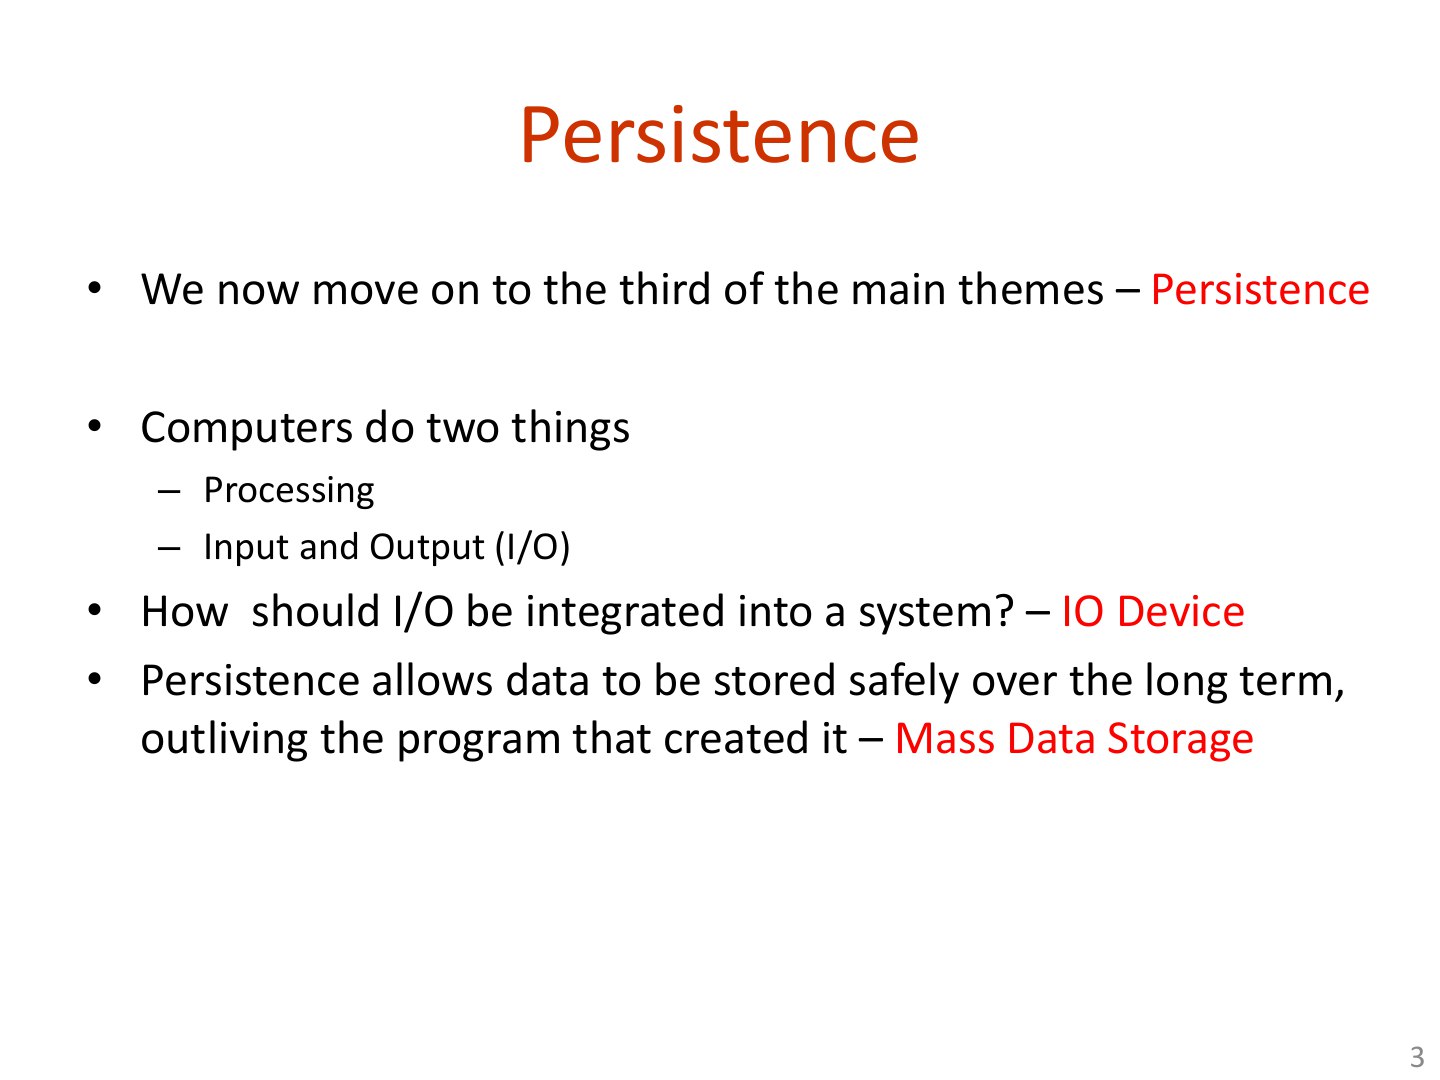 Persistence
• We now move on to the third of the main themes – Persistence
• Computers do two things
– Processing
– Input and Output (I/O)
• How  should I/O be integrated into a system? – IO Device
• Persistence allows data to be stored safely over the long term,
outliving the program that created it – Mass Data Storage
3